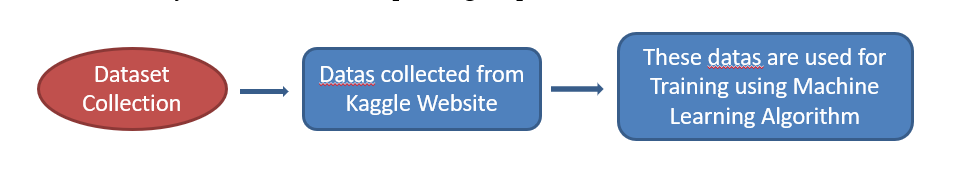 Dataset
Collection
Datas collected from
Kaggle Website
These datas are used for
Training using Machine
Learning Algorithm